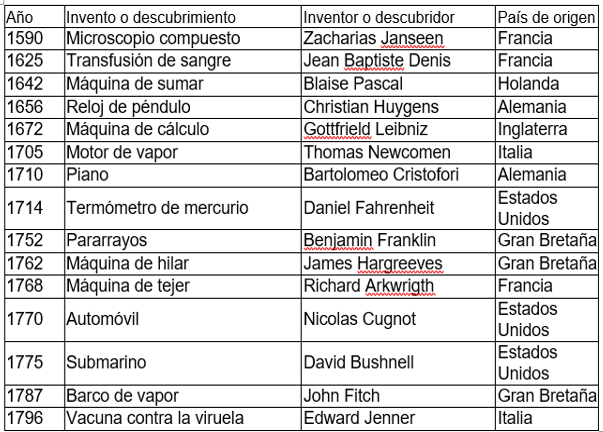 Año Invento o descubrimiento Inventor o descubridor País de origen
1590 Microscopio compuesto Zacharias Janseen Francia
1625 Transfusión de sangre Jean Baptiste Denis Francia
1642 Máquina de sumar Blaise Pascal Holanda
1656 Reloj de péndulo Christian Huygens Alemania
1672 Máquina de cálculo Gottfrield Leibniz Inglaterra
1705 Motor de vapor Thomas Newcomen Italia
1710 Piano Bartolomeo Cristofori Alemania
1714 Termómetro de mercurio Daniel Fahrenheit Estados
Unidos
1752 Pararrayos Benjamin Franklin Gran Bretaña
1762 Máquina de hilar James Hargreeves Gran Bretaña
1768 Máquina de tejer Richard Arkwrigth Francia
1770 Automóvil Nicolas Cugnot Estados
Unidos
1775 Submarino David Bushnell Estados
Unidos
1787 Barco de vapor John Fitch Gran Bretaña
1796 Vacuna contra la viruela Edward Jenner Italia